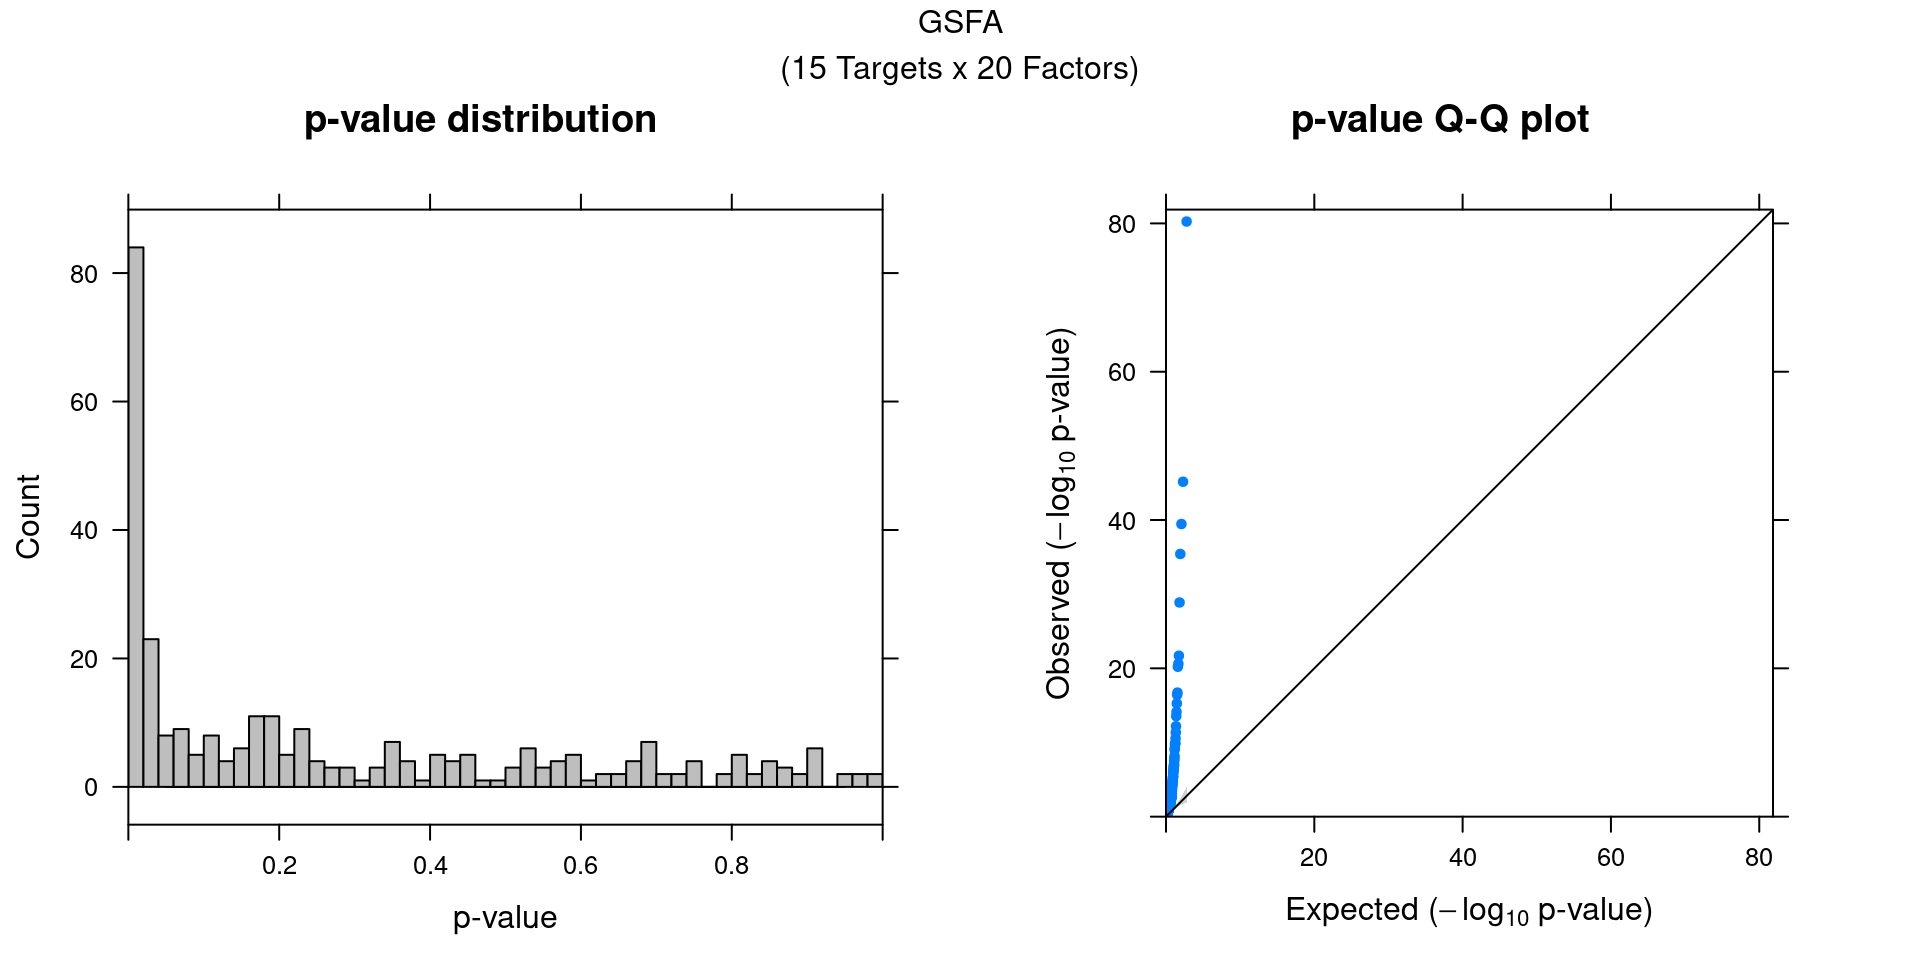 GSFA
(15 Targets x 20 Factors)
p-value distribution
80
60
40
20
0
Count
0.2 0.4 0.6 0.8
p-value
p-value Q-Q plot
80
60
40
20
Observed (−log10 p-value)
20 40 60 80
Expected (−log10 p-value)